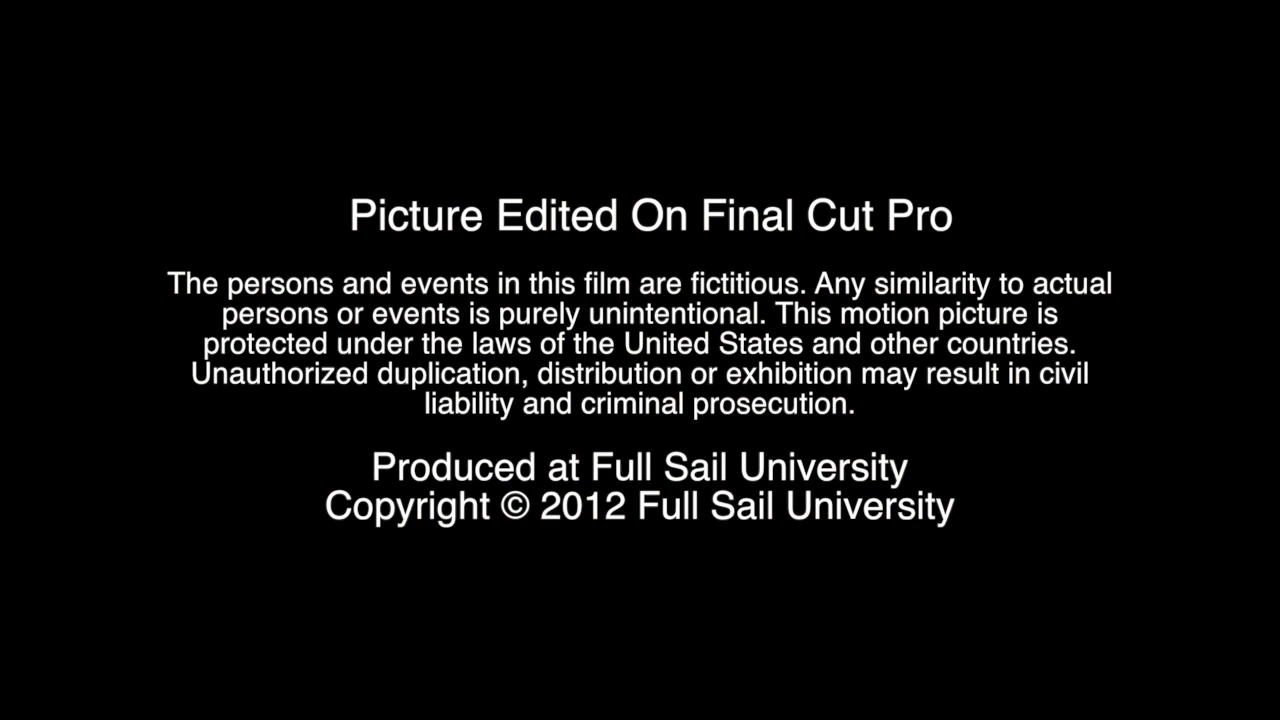 Picture Edited On Final Cut Pro
The persons and events in this film are fictitious. Any similarity to actual
persons or events is purely unintentional. This motion picture is
protected under the laws of the United States and other countries.
Unauthorized duplication, distribution or exhibition may result in civil
liability and criminal prosecution.
Produced at Full Sail University
Copyright © 2012 Full Sail University